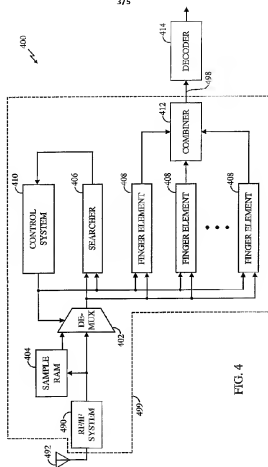 3/5
400
410
CONTROL SYSTEM
406
SEARCHER
408
FINGER ELEMENT
408
FINGER ELEMENT
408
FINGER ELEMENT
412
COMBINER
498
414
DECODER
404
SAMPLE RAM
DE-MUX
402
490
RF/IF SYSTEM
492
499
FIG. 4